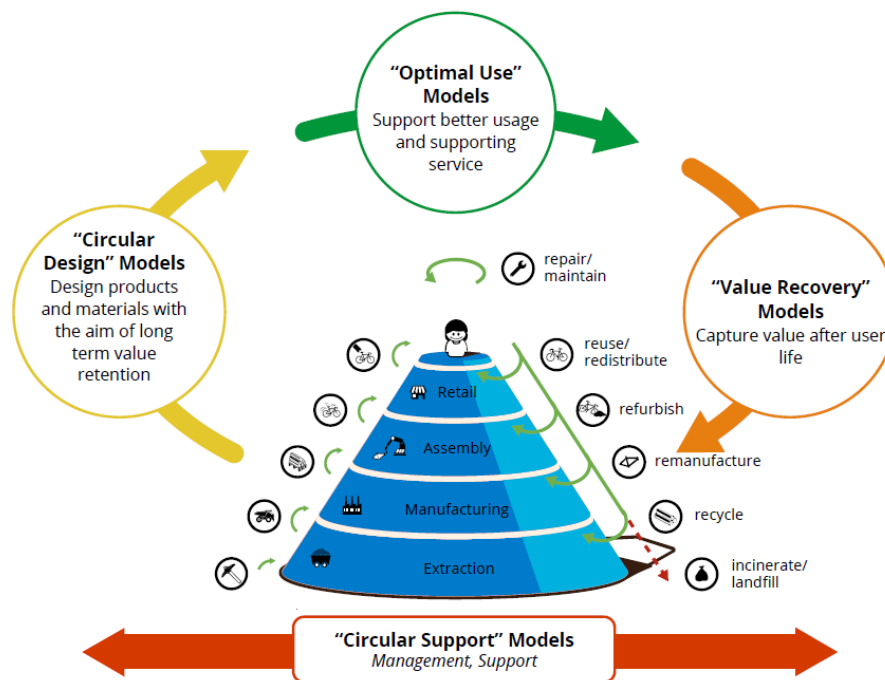 “Optimal Use”
Models
Support better usage
and supporting
service
“Circular
Design” Models
Design products
and materials with
the aim of long
term value
retention
“Value Recovery”
Models
Capture value after user
life
repair/
maintain
reuse/
redistribute
refurbish
remanufacture
recycle
incinerate/
landfill
Retail
Assembly
Manufacturing
Extraction
“Circular Support” Models
Management, Support